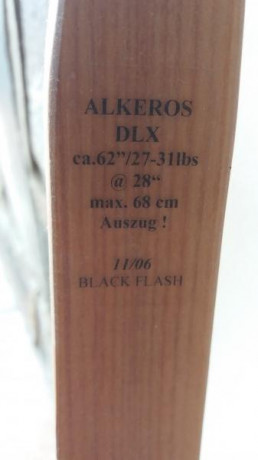 ALKEROS
DLX
ca.62”/27-31lbs
@ 28“
max. 68 cm
Auszug !
11/06
BLACK FLASH